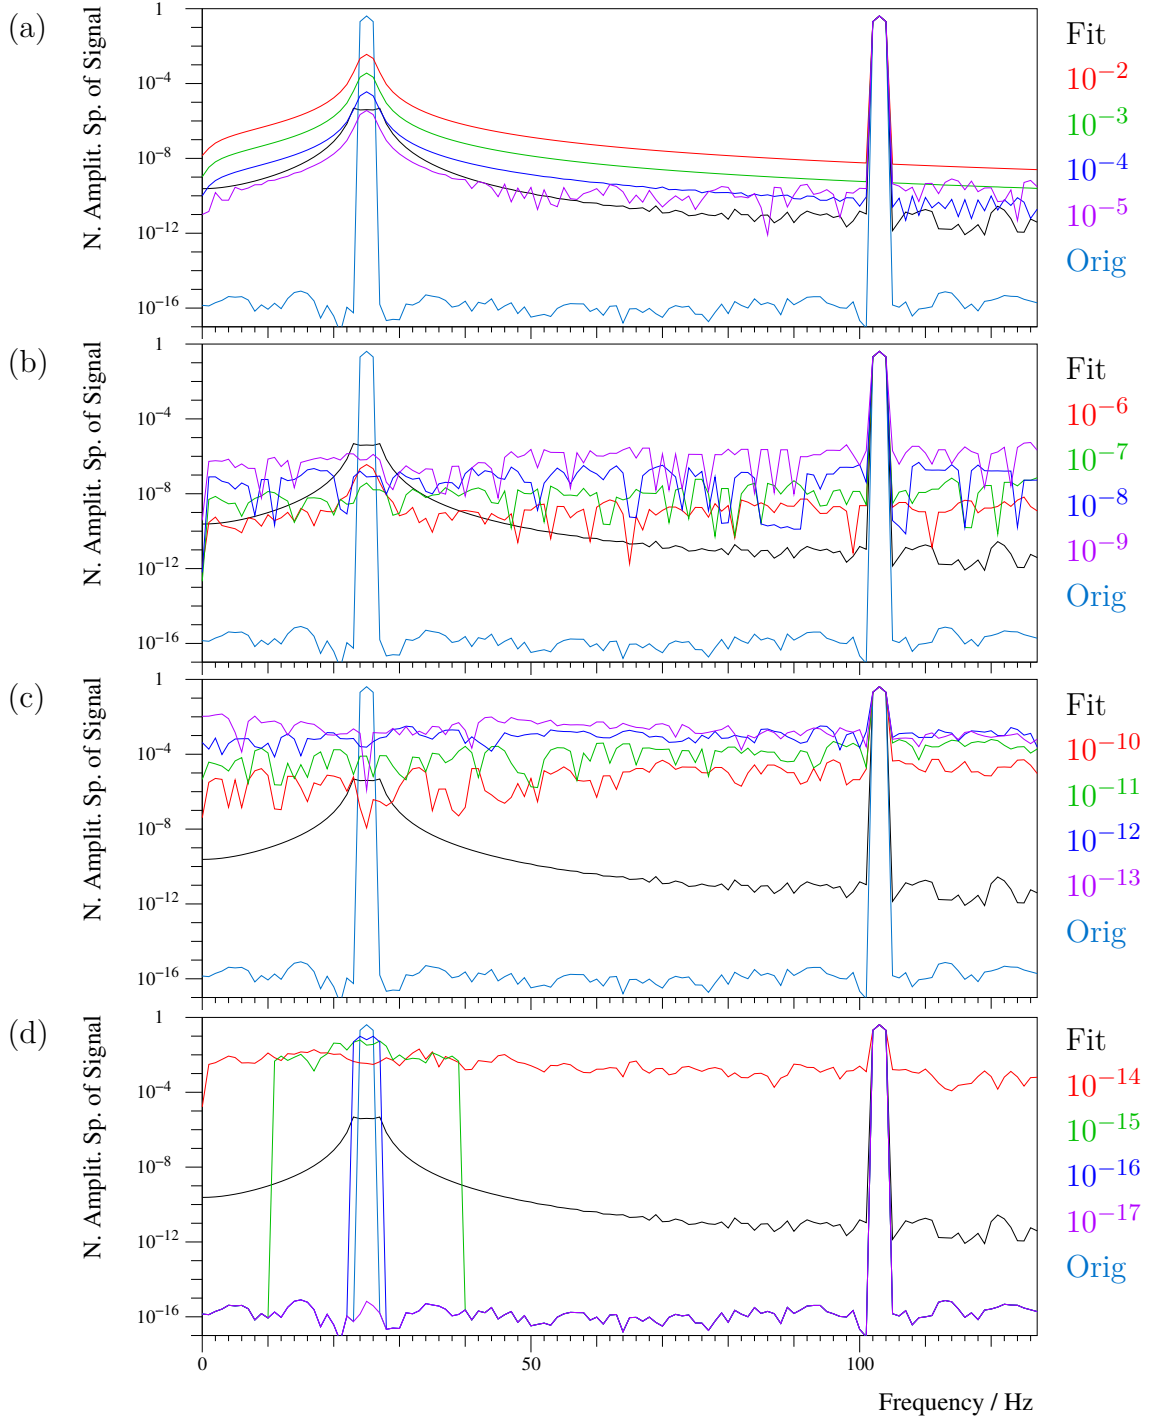 (a)
N. Amplit. Sp. of Signal
1
10⁻⁴
10⁻⁸
10⁻¹²
10⁻¹⁶
Fit
10⁻²
10⁻³
10⁻⁴
10⁻⁵
Orig
(b)
N. Amplit. Sp. of Signal
1
10⁻⁴
10⁻⁸
10⁻¹²
10⁻¹⁶
Fit
10⁻⁶
10⁻⁷
10⁻⁸
10⁻⁹
Orig
(c)
N. Amplit. Sp. of Signal
1
10⁻⁴
10⁻⁸
10⁻¹²
10⁻¹⁶
Fit
10⁻¹⁰
10⁻¹¹
10⁻¹²
10⁻¹³
Orig
(d)
N. Amplit. Sp. of Signal
1
10⁻⁴
10⁻⁸
10⁻¹²
10⁻¹⁶
Fit
10⁻¹⁴
10⁻¹⁵
10⁻¹⁶
10⁻¹⁷
Orig
0 50 100
Frequency / Hz